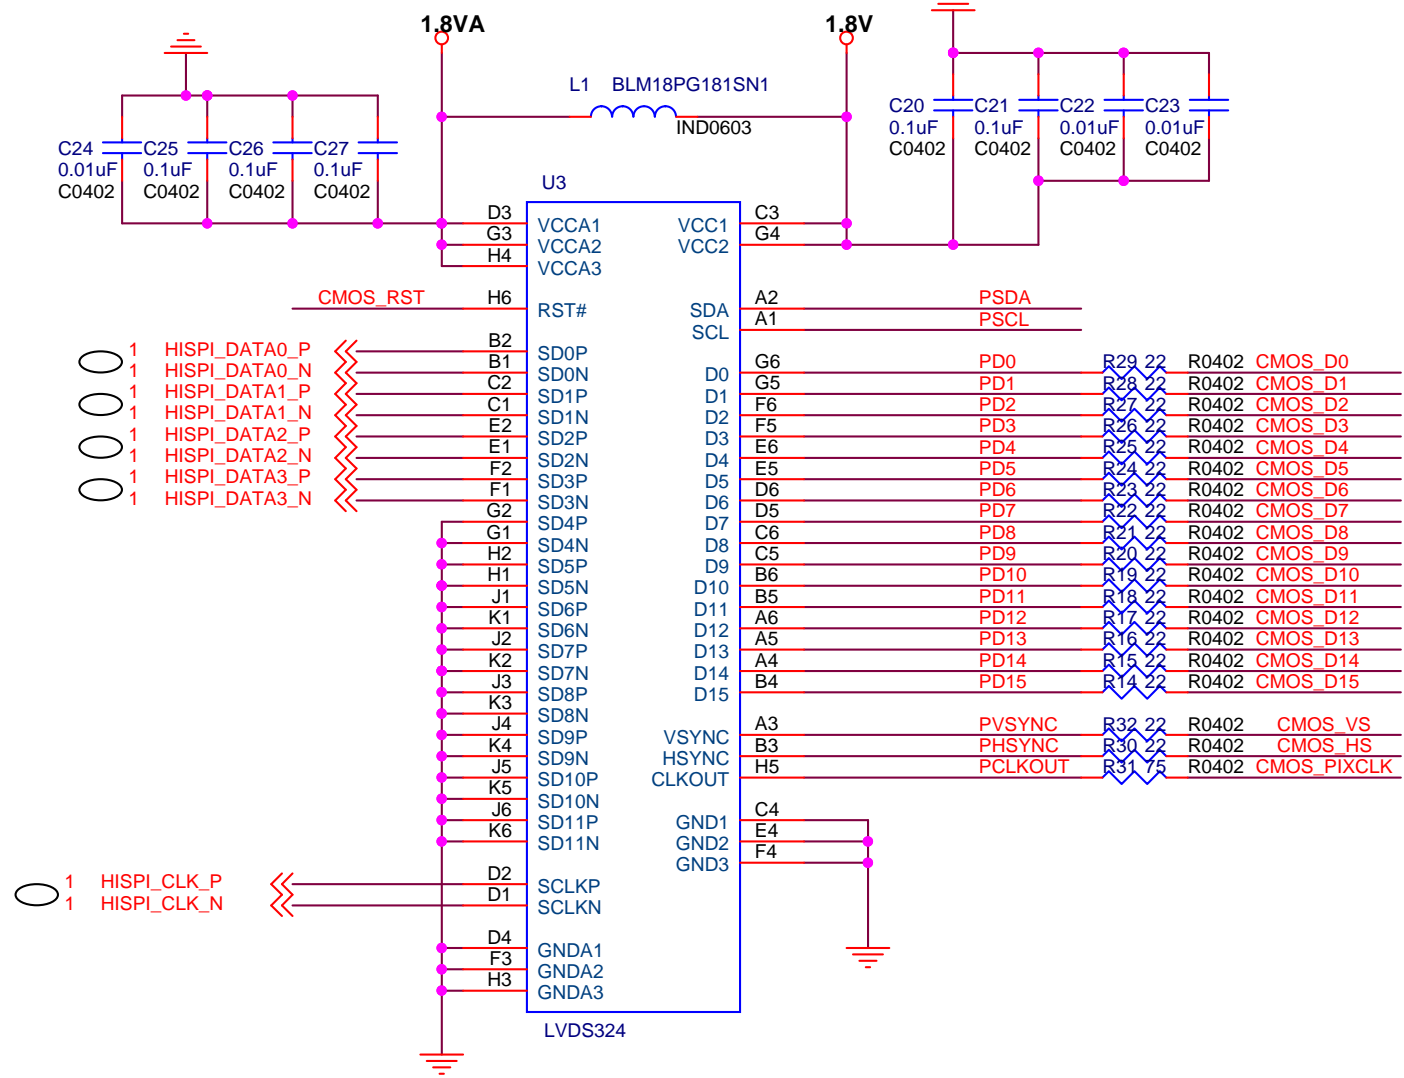 1.8VA
1.8V
L1 BLM18PG181SN1
IND0603
C24 C25 C26 C27
0.01uF 0.1uF 0.1uF 0.1uF
C0402 C0402 C0402 C0402
C20 C21 C22 C23
0.1uF 0.1uF 0.01uF 0.01uF
C0402 C0402 C0402 C0402
U3
D3 VCCA1 VCC1 C3
G3 VCCA2 VCC2 G4
H4 VCCA3
CMOS_RST H6 RST# SDA A2 PSDA
SCL A1 PSCL
1 HISPI_DATA0_P B2 SD0P
1 HISPI_DATA0_N B1 SD0N D0 G6 PD0 R29 22 R0402 CMOS_D0
1 HISPI_DATA1_P C2 SD1P D1 G5 PD1 R28 22 R0402 CMOS_D1
1 HISPI_DATA1_N C1 SD1N D2 F6 PD2 R27 22 R0402 CMOS_D2
1 HISPI_DATA2_P E2 SD2P D3 F5 PD3 R26 22 R0402 CMOS_D3
1 HISPI_DATA2_N E1 SD2N D4 E6 PD4 R25 22 R0402 CMOS_D4
1 HISPI_DATA3_P F2 SD3P D5 E5 PD5 R24 22 R0402 CMOS_D5
1 HISPI_DATA3_N F1 SD3N D6 D6 PD6 R23 22 R0402 CMOS_D6
G2 SD4P D7 D5 PD7 R22 22 R0402 CMOS_D7
G1 SD4N D8 C6 PD8 R21 22 R0402 CMOS_D8
H2 SD5P D9 C5 PD9 R20 22 R0402 CMOS_D9
H1 SD5N D10 B6 PD10 R19 22 R0402 CMOS_D10
J1 SD6P D11 B5 PD11 R18 22 R0402 CMOS_D11
K1 SD6N D12 A6 PD12 R17 22 R0402 CMOS_D12
J2 SD7P D13 A5 PD13 R16 22 R0402 CMOS_D13
K2 SD7N D14 A4 PD14 R15 22 R0402 CMOS_D14
J3 SD8P D15 B4 PD15 R14 22 R0402 CMOS_D15
K3 SD8N
J4 SD9P VSYNC A3 PVSYNC R32 22 R0402 CMOS_VS
K4 SD9N HSYNC B3 PHSYNC R30 22 R0402 CMOS_HS
J5 SD10P CLKOUT H5 PCLKOUT R31 75 R0402 CMOS_PIXCLK
K5 SD10N
J6 SD11P GND1 C4
K6 SD11N GND2 E4
GND3 F4
1 HISPI_CLK_P D2 SCLKP
1 HISPI_CLK_N D1 SCLKN
D4 GNDA1
F3 GNDA2
H3 GNDA3
LVDS324